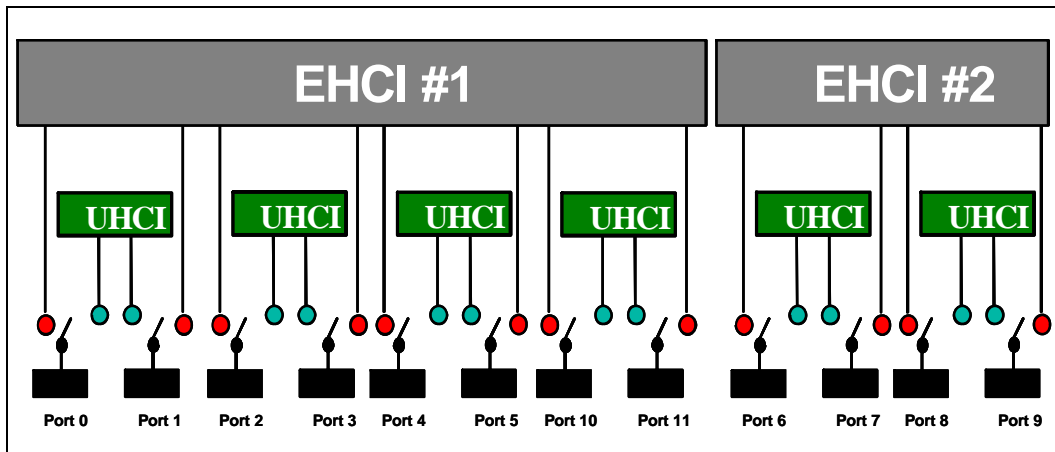 EHCI #1 EHCI #2
UHCI UHCI UHCI UHCI UHCI UHCI
Port 0 Port 1 Port 2 Port 3 Port 4 Port 5 Port 10 Port 11 Port 6 Port 7 Port 8 Port 9